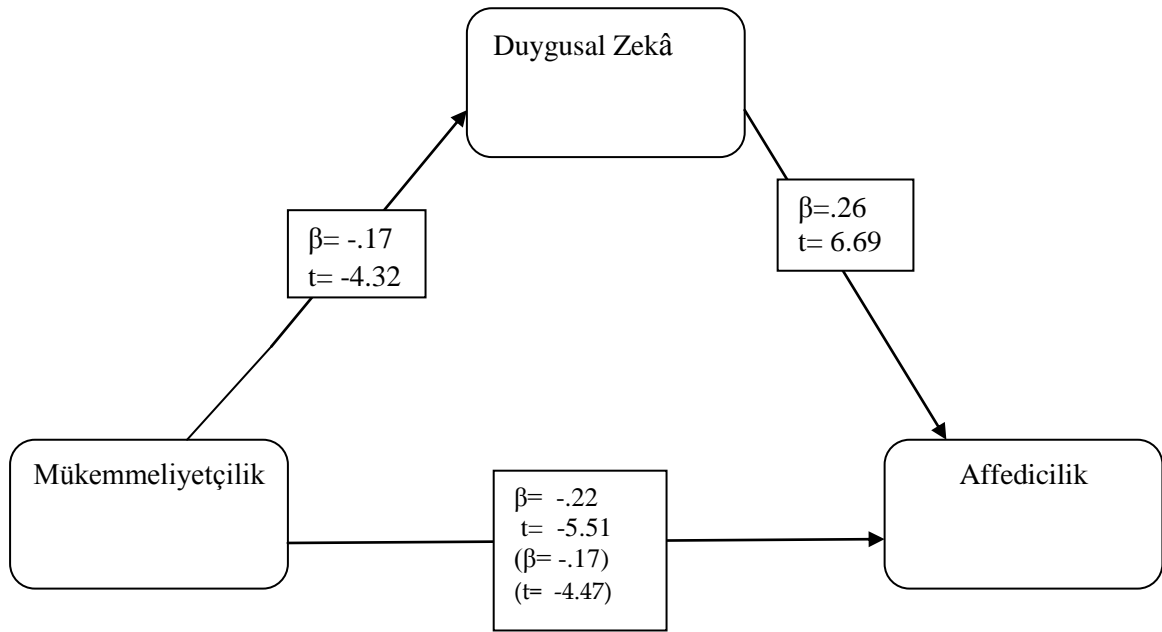 Duygusal Zekâ
β= -.17
t= -4.32
β=.26
t= 6.69
Mükemmeliyetçilik
β= -.22
t= -5.51
(β= -.17)
(t= -4.47)
Affedicilik